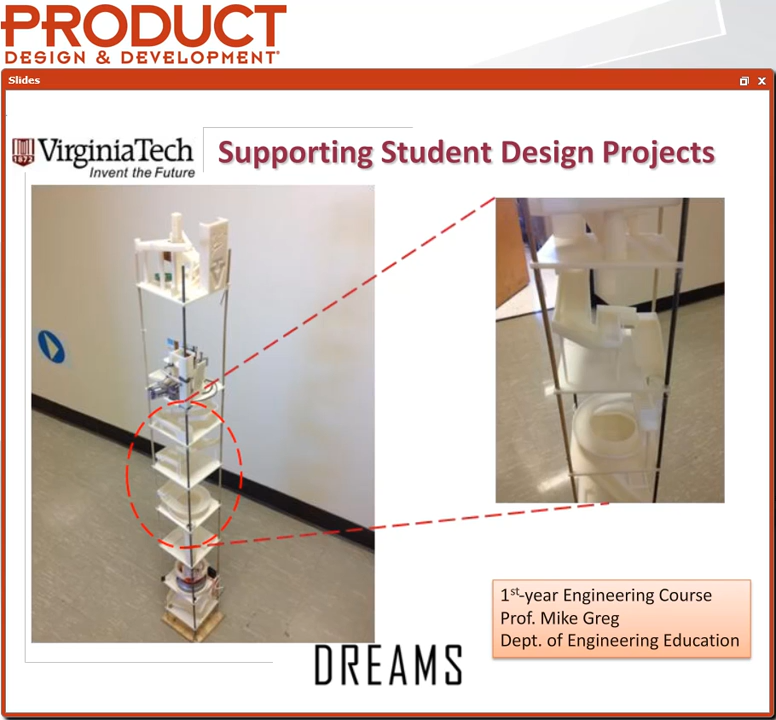 PRODUCT
DESIGN & DEVELOPMENT
Slides
VirginiaTech
Invent the Future
1872
Supporting Student Design Projects
1st-year Engineering Course
Prof. Mike Greg
Dept. of Engineering Education
DREAMS